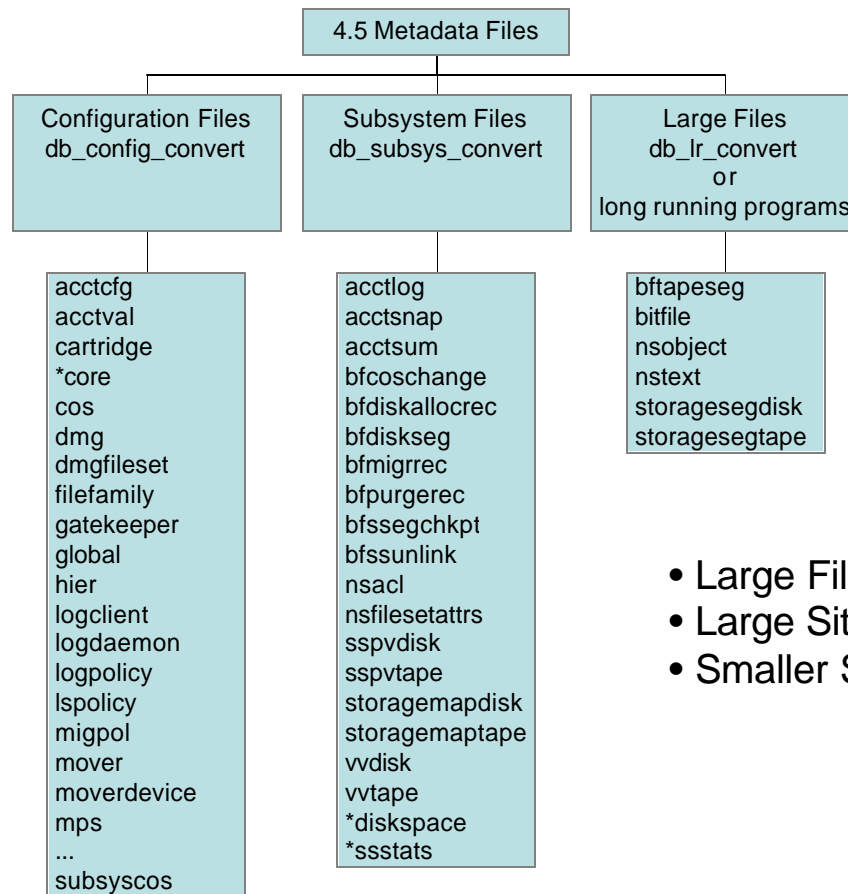 4.5 Metadata Files
Configuration Files
db_config_convert
Subsystem Files
db_subsys_convert
Large Files
db_lr_convert
or
long running programs
acctcfg
acctval
cartridge
*core
cos
dmg
dmgfileset
filefamily
gatekeeper
global
hier
logclient
logdaemon
logpolicy
lspolicy
migpol
mover
moverdevice
mps
...
subsyscos
acctlog
acctsnap
acctsum
bfcoschange
bfdiskallocrec
bfdiskseg
bfmigrrec
bfpurgerec
bfssegchkpt
bfssunlink
nsacl
nsfilesetattrs
sspvdisk
sspvtape
storagemapdisk
storagemaptape
vvdisk
vvtape
*diskspace
*ssstats
bftapeseg
bitfile
nsobject
nstext
storagesegdisk
storagesegtape
• Large
• Large
• Smaller